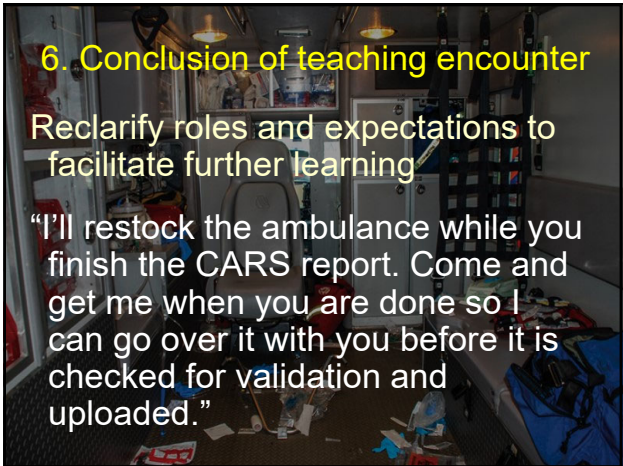 6. Conclusion of teaching encounter
Reclarify roles and expectations to
facilitate further learning
“I’ll restock the ambulance while you
finish the CARS report. Come and
get me when you are done so I
can go over it with you before it is
checked for validation and
uploaded.”